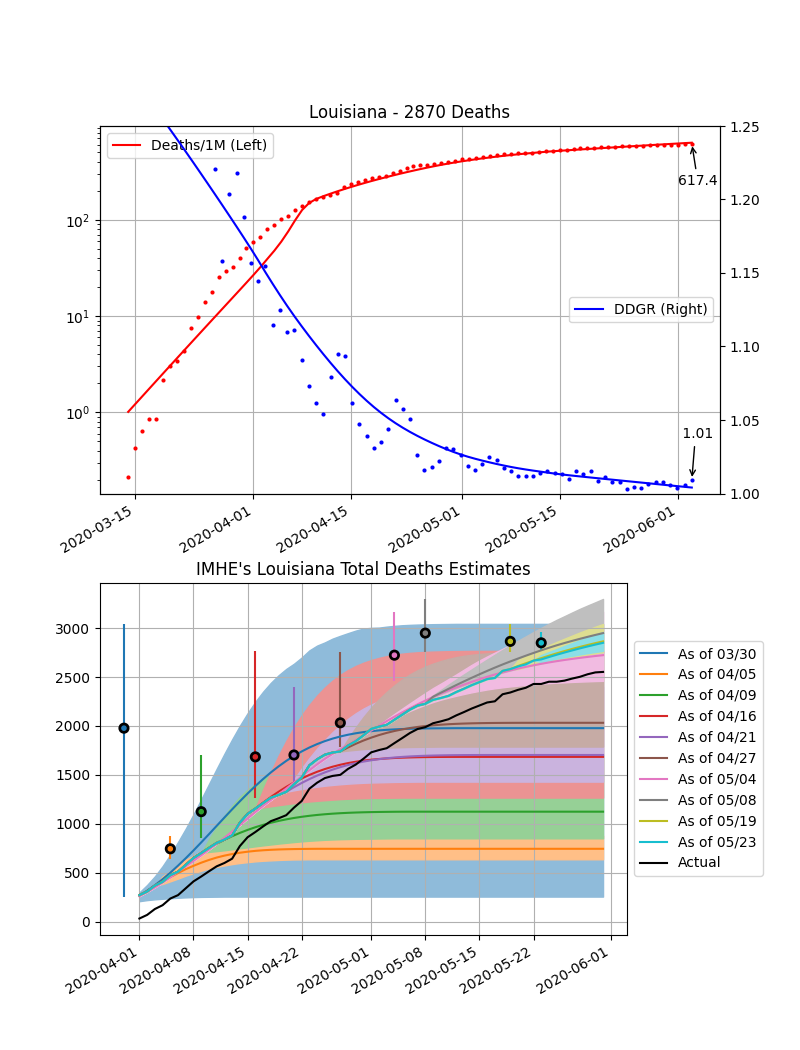 Louisiana - 2870 Deaths
Deaths/1M (Left)
DDGR (Right)
617.4
1.01
10²
10¹
10⁰
1.25
1.20
1.15
1.10
1.05
1.00
2020-03-15
2020-04-01
2020-04-15
2020-05-01
2020-05-15
2020-06-01
IMHE's Louisiana Total Deaths Estimates
3000
2500
2000
1500
1000
500
0
2020-04-01
2020-04-08
2020-04-15
2020-04-22
2020-05-01
2020-05-08
2020-05-15
2020-05-22
2020-06-01
As of 03/30
As of 04/05
As of 04/09
As of 04/16
As of 04/21
As of 04/27
As of 05/04
As of 05/08
As of 05/19
As of 05/23
Actual